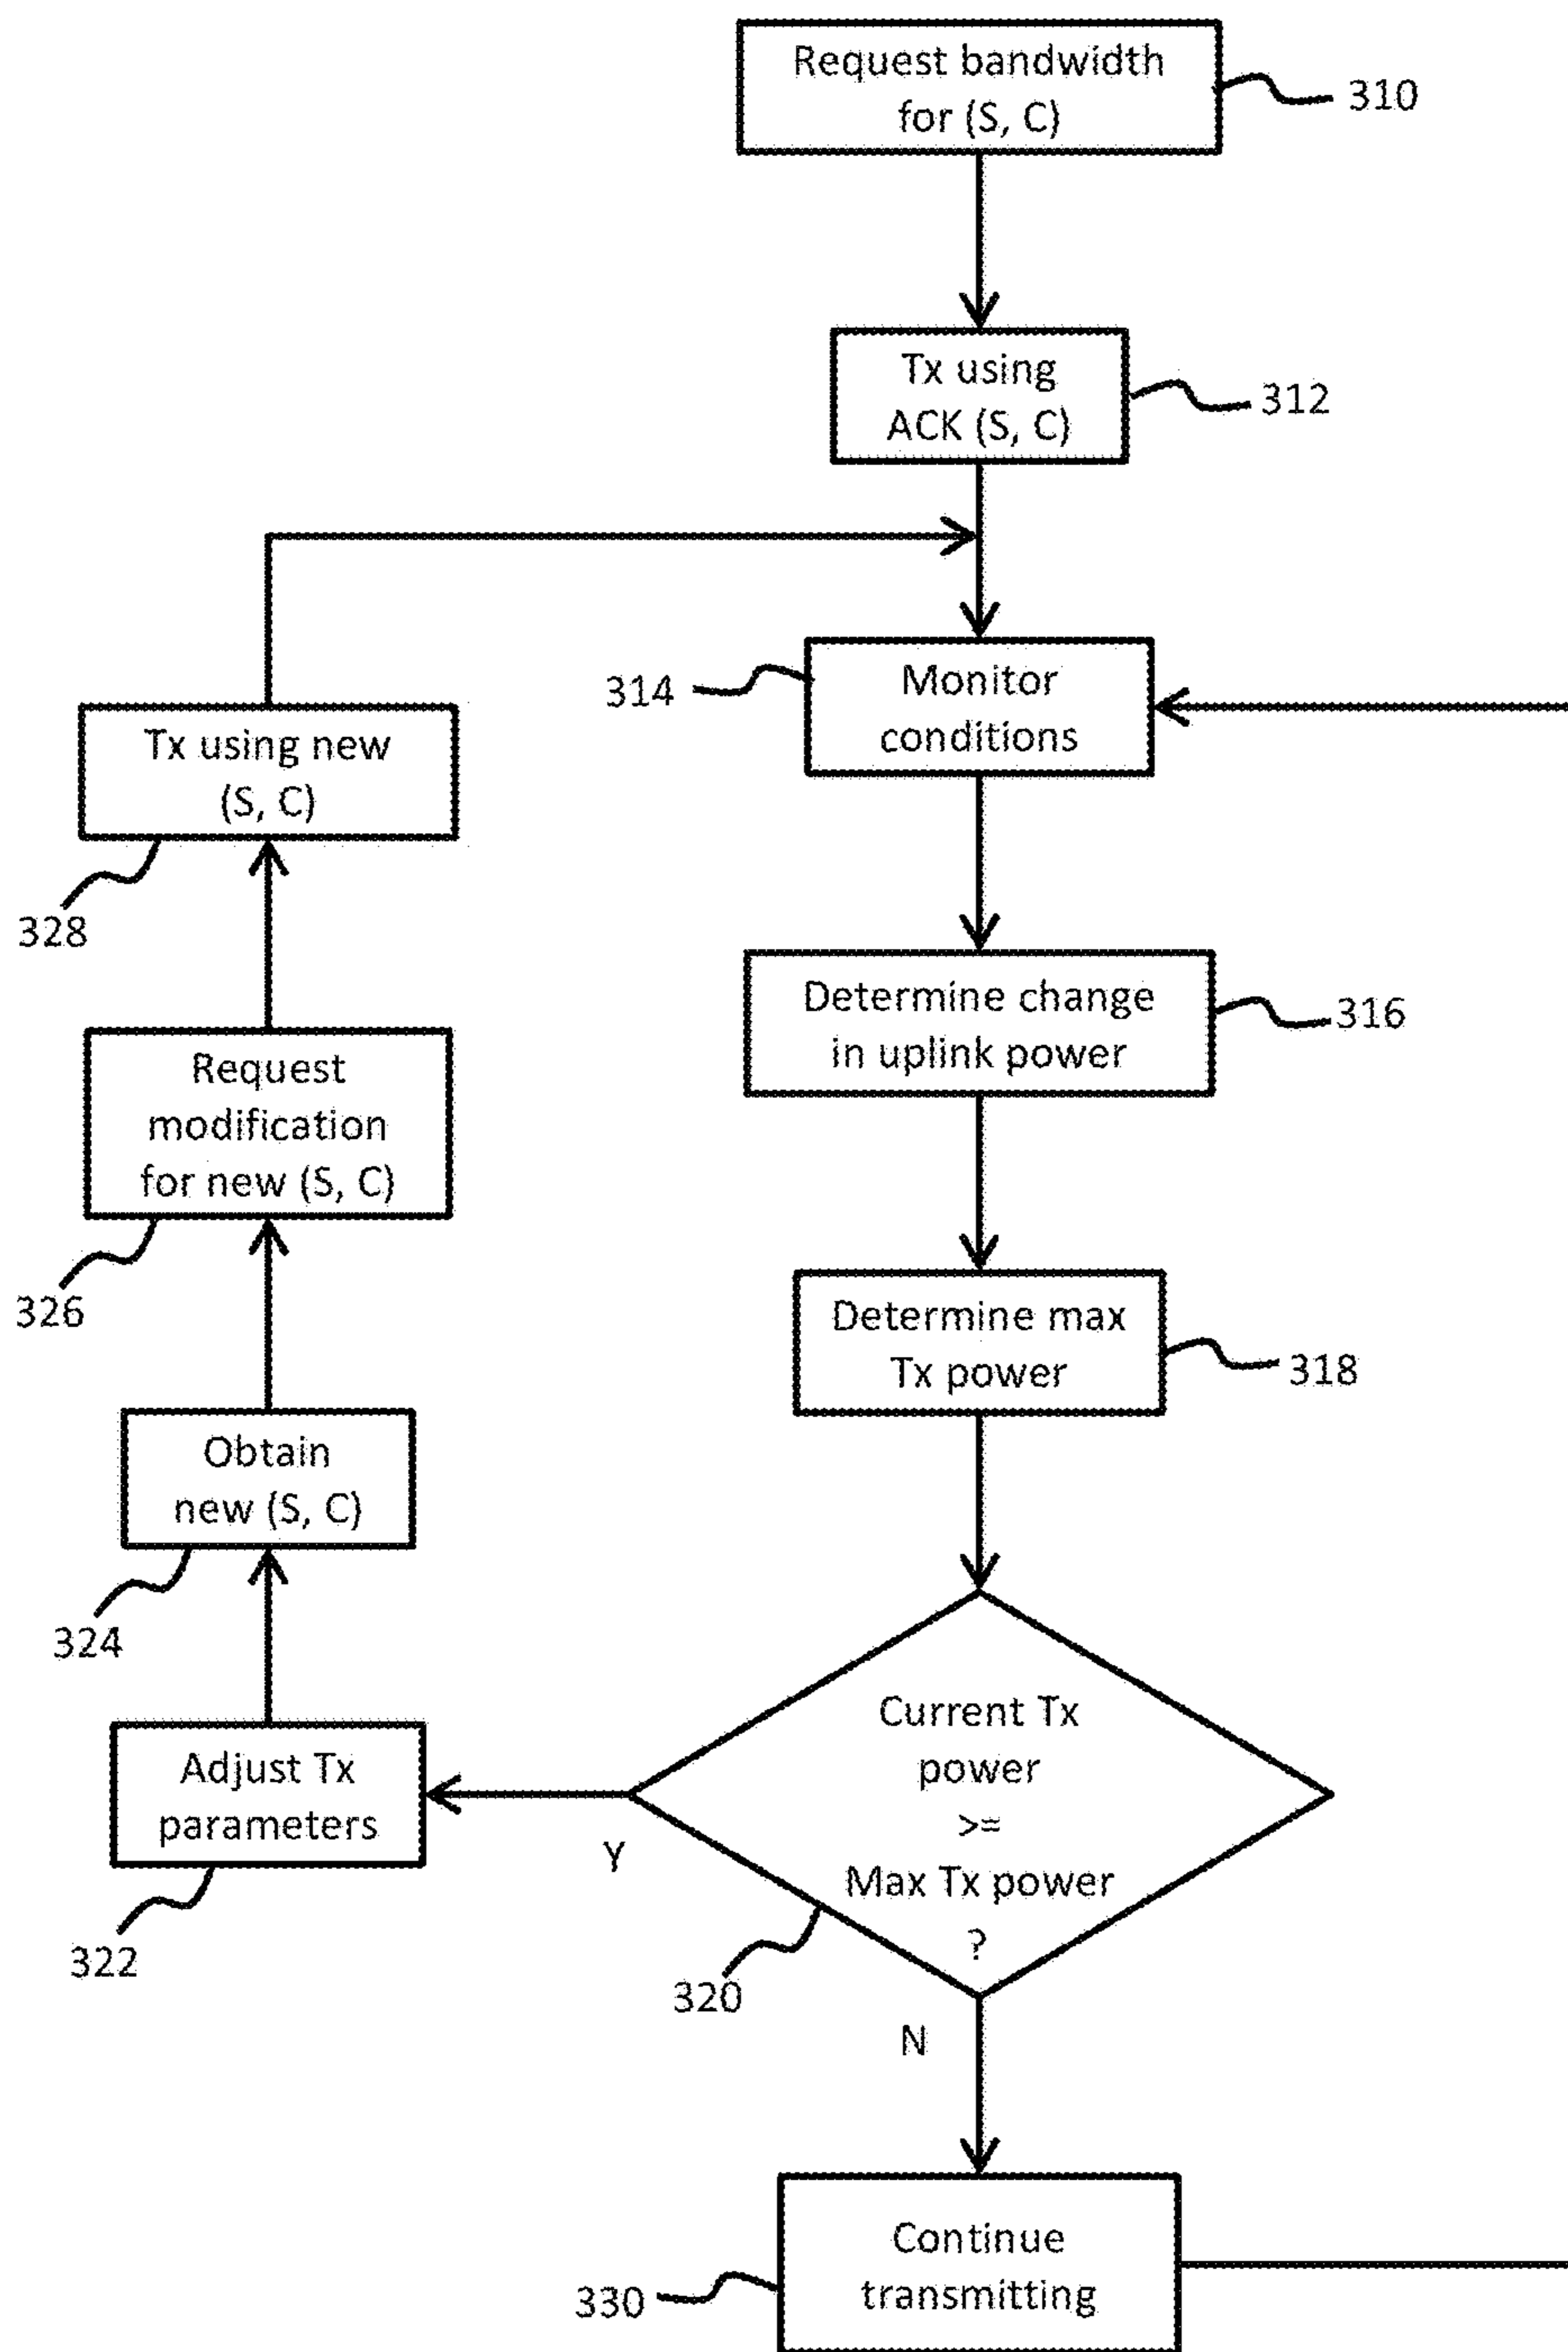 Request bandwidth
for (S, C)
310
Tx using
ACK (S, C)
312
Monitor
conditions
314
Determine change
in uplink power
316
Determine max
Tx power
318
Current Tx
power
>=
Max Tx power
?
320
Y
N
Adjust Tx
parameters
322
Obtain
new (S, C)
324
Request
modification
for new (S, C)
326
Tx using new
(S, C)
328
Continue
transmitting
330